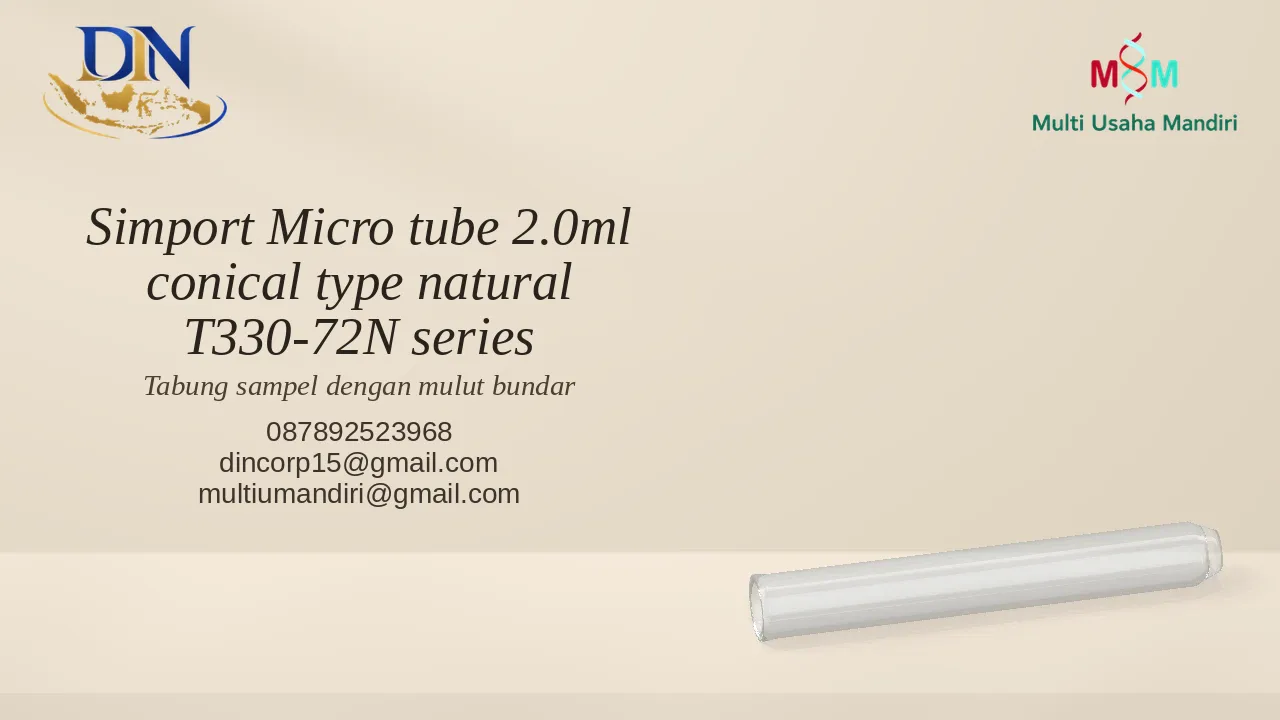 DIN
MSM
Multi Usaha Mandiri
Simport Micro tube 2.0ml
conical type natural
T330-72N series
Tabung sampel dengan mulut bundar
087892523968
dincorp15@gmail.com
multiumandiri@gmail.com